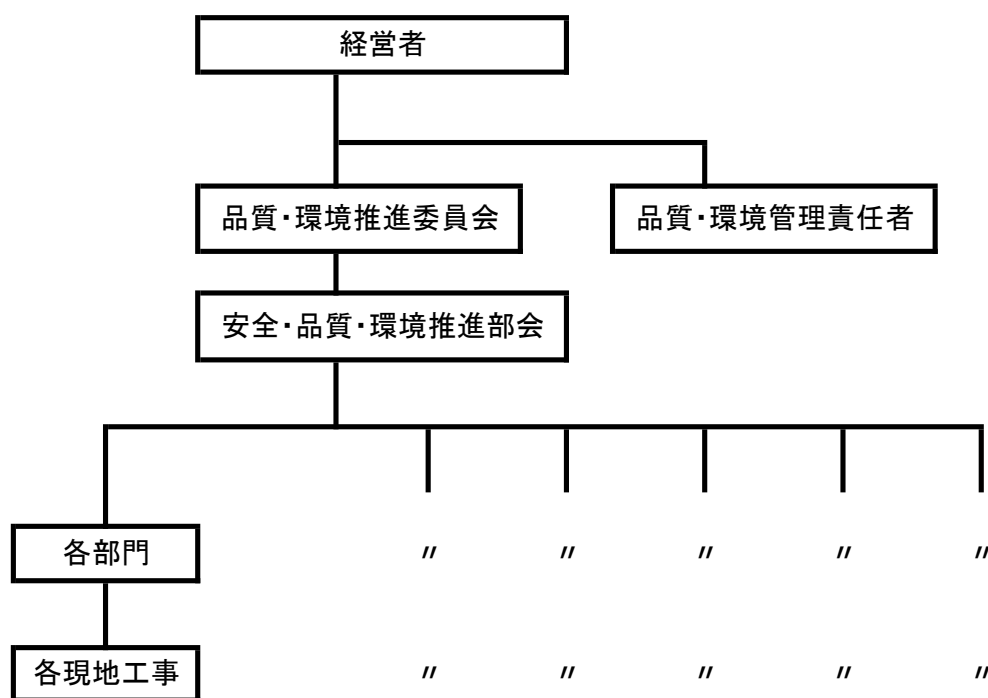 経営者
品質・環境推進委員会
品質・環境管理責任者
安全・品質・環境推進部会
各部門 〃 〃 〃 〃 〃
各現地工事 〃 〃 〃 〃 〃